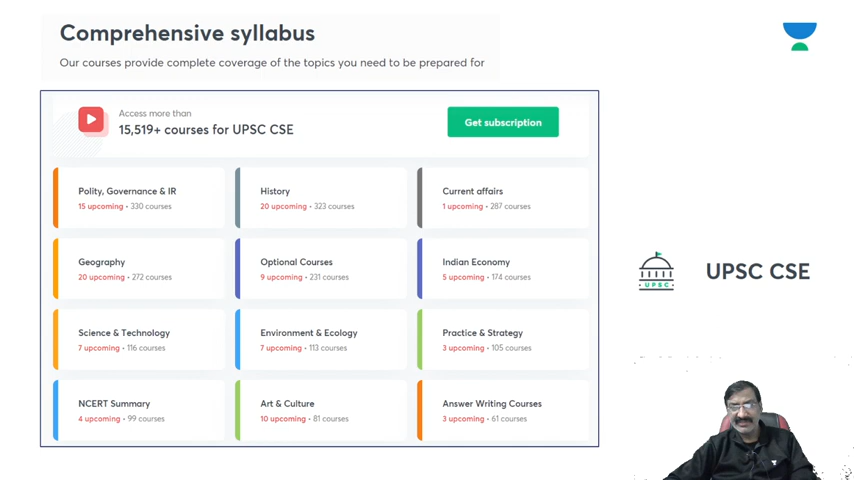 Comprehensive syllabus
Our courses provide complete coverage of the topics you need to be prepared for
Access more than
15,519+ courses for UPSC CSE
Get subscription
Polity, Governance & IR
15 upcoming • 330 courses
History
20 upcoming • 323 courses
Current affairs
1 upcoming • 287 courses
Geography
20 upcoming • 272 courses
Optional Courses
9 upcoming • 231 courses
Indian Economy
5 upcoming • 174 courses
Science & Technology
7 upcoming • 116 courses
Environment & Ecology
7 upcoming • 113 courses
Practice & Strategy
3 upcoming • 105 courses
NCERT Summary
4 upcoming • 99 courses
Art & Culture
10 upcoming • 81 courses
Answer Writing Courses
3 upcoming • 61 courses
UPSC
UPSC CSE